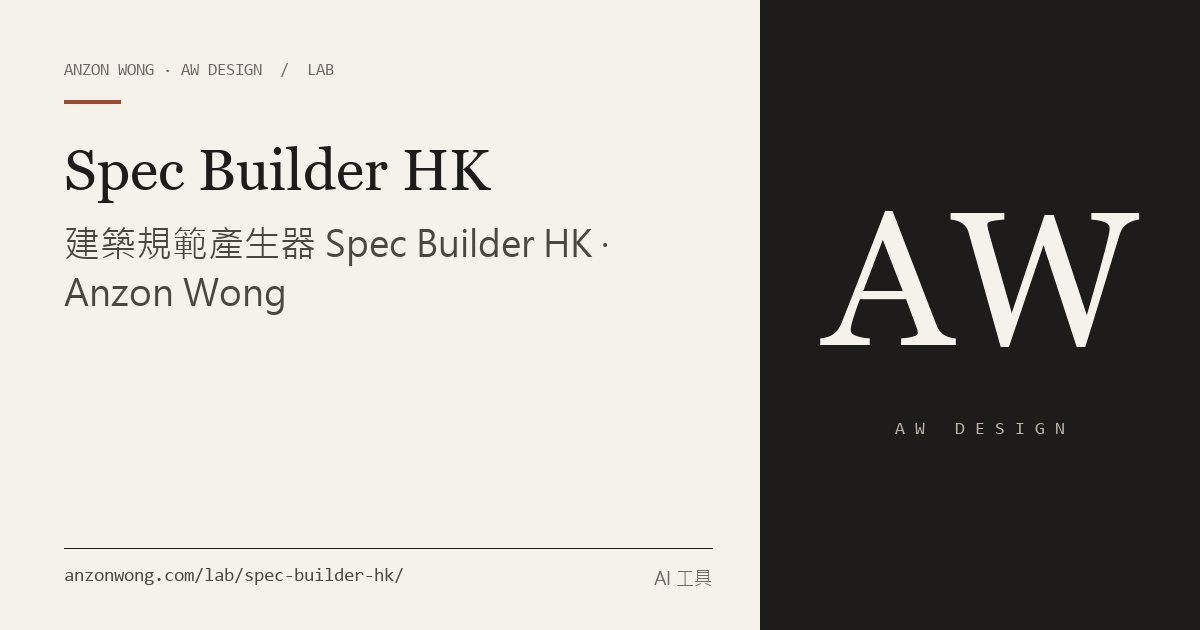 ANZON WONG · AW DESIGN / LAB
Spec Builder HK
建築規範產生器 Spec Builder HK ·
Anzon Wong
anzonwong.com/lab/spec-builder-hk/
AI 工具
AW
AW DESIGN